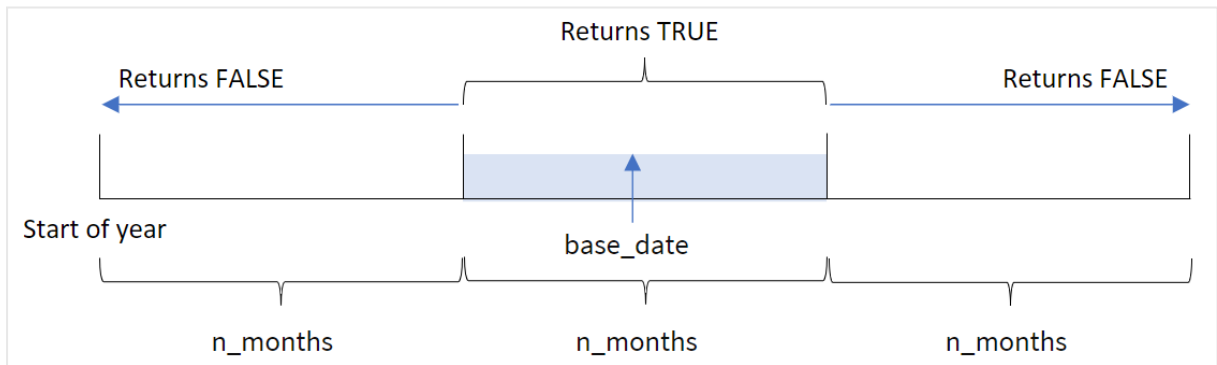 Returns TRUE
Returns FALSE
Returns FALSE
Start of year
base_date
n_months
n_months
n_months